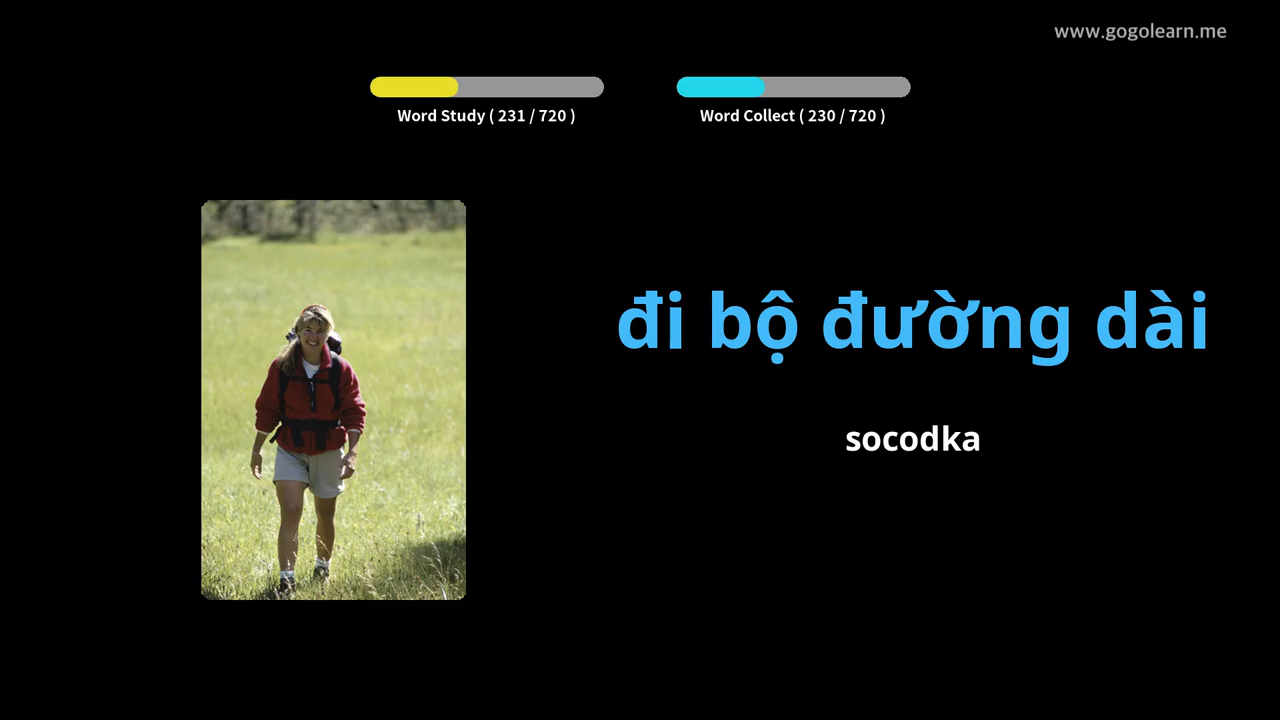 www.gogolearn.me
Word Study ( 231 / 720 )
Word Collect ( 230 / 720 )
đi bộ đường dài
socodka